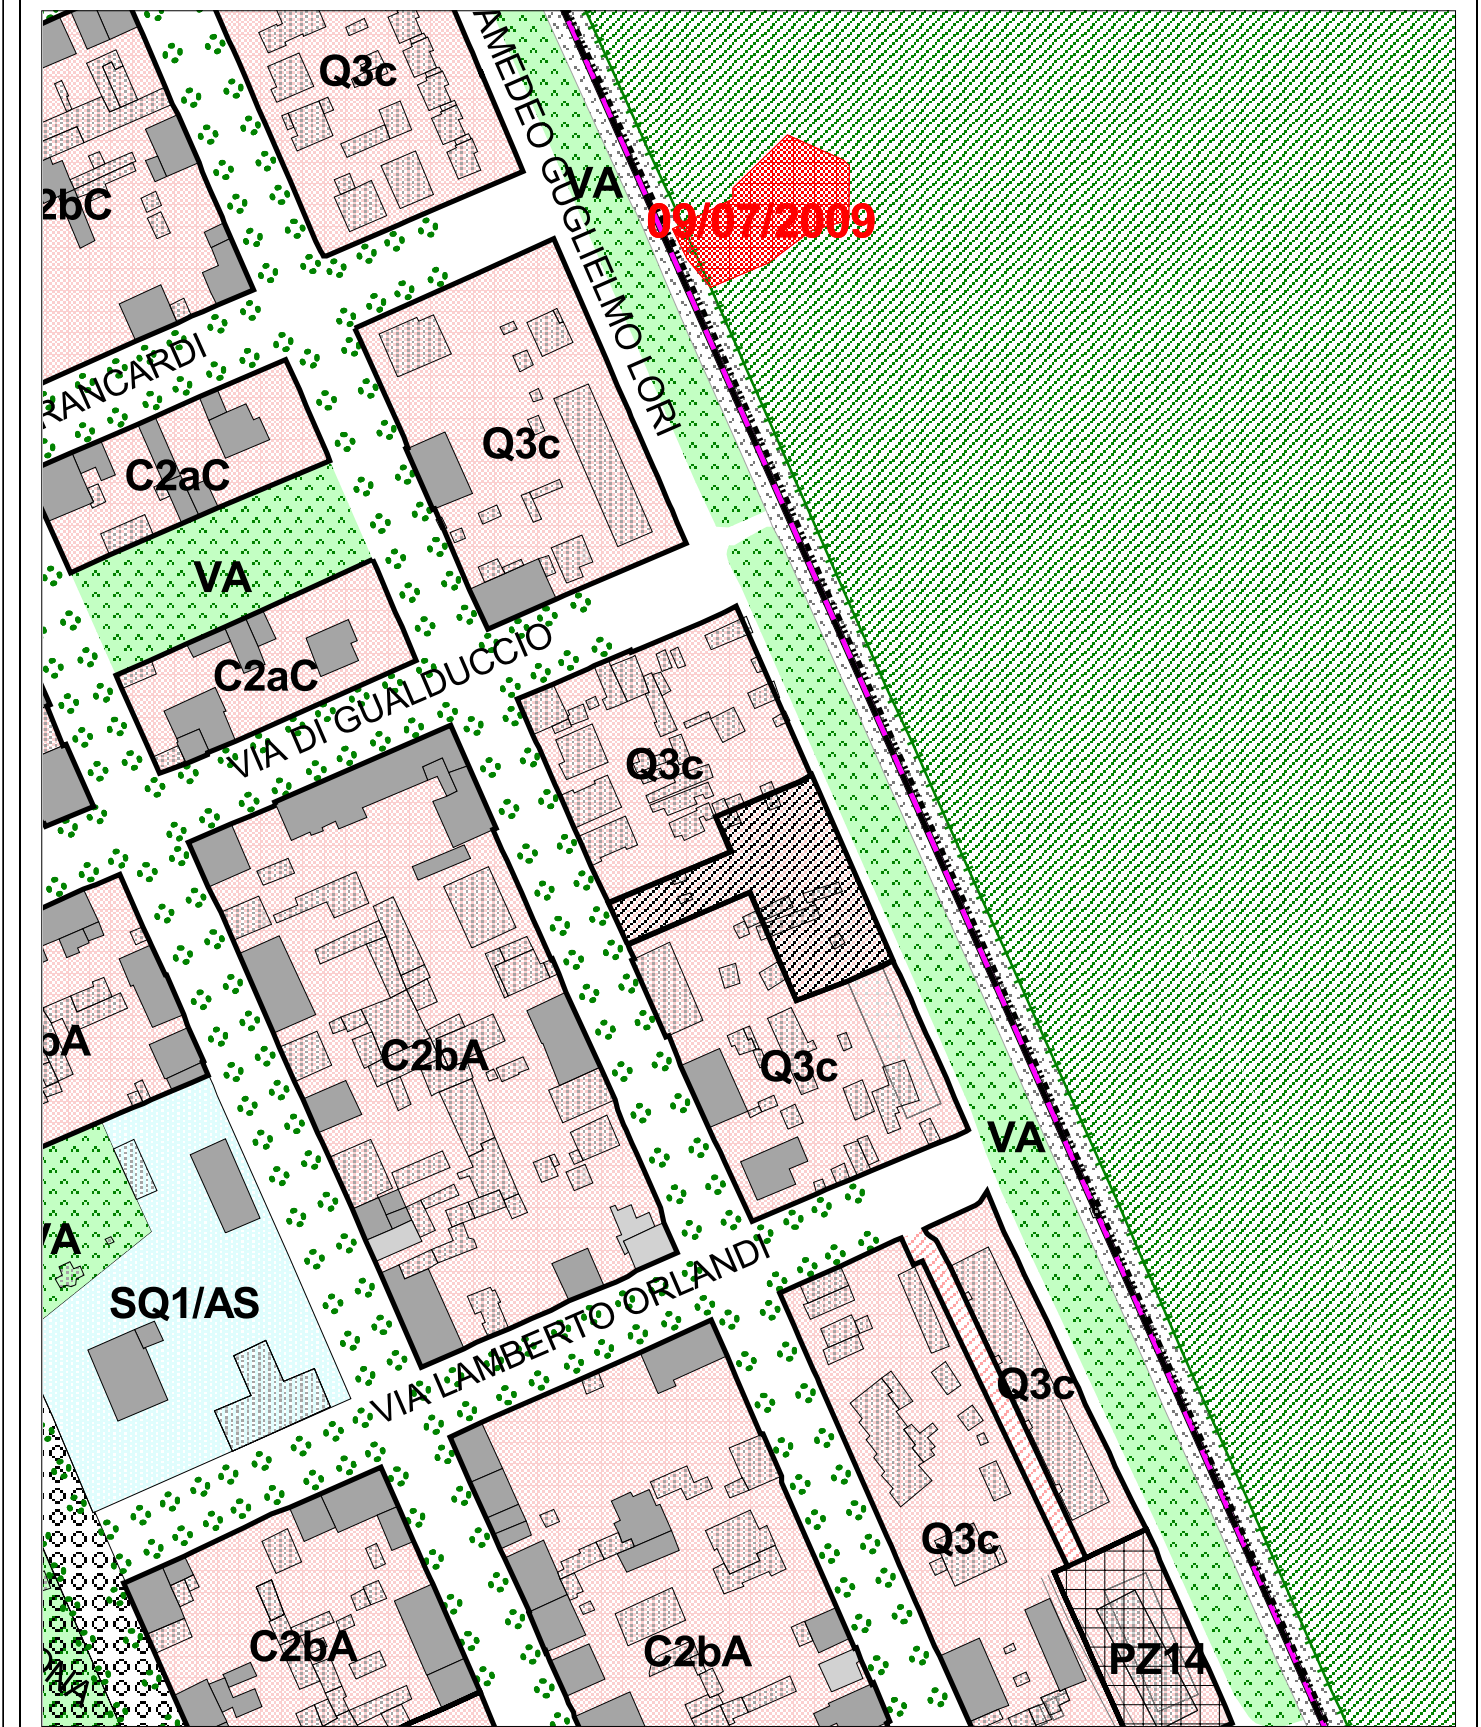 Q3c
AMEDEO GUGLIELMO LORI
VA
2bC
09/07/2009
RANCARDI
Q3c
C2aC
VA
C2aC
VIA DI GUALDUCCIO
Q3c
bA
C2bA
Q3c
VA
VA
SQ1/AS
VIA LAMBERTO ORLANDI
Q3c
Q3c
C2bA
C2bA
PZ14